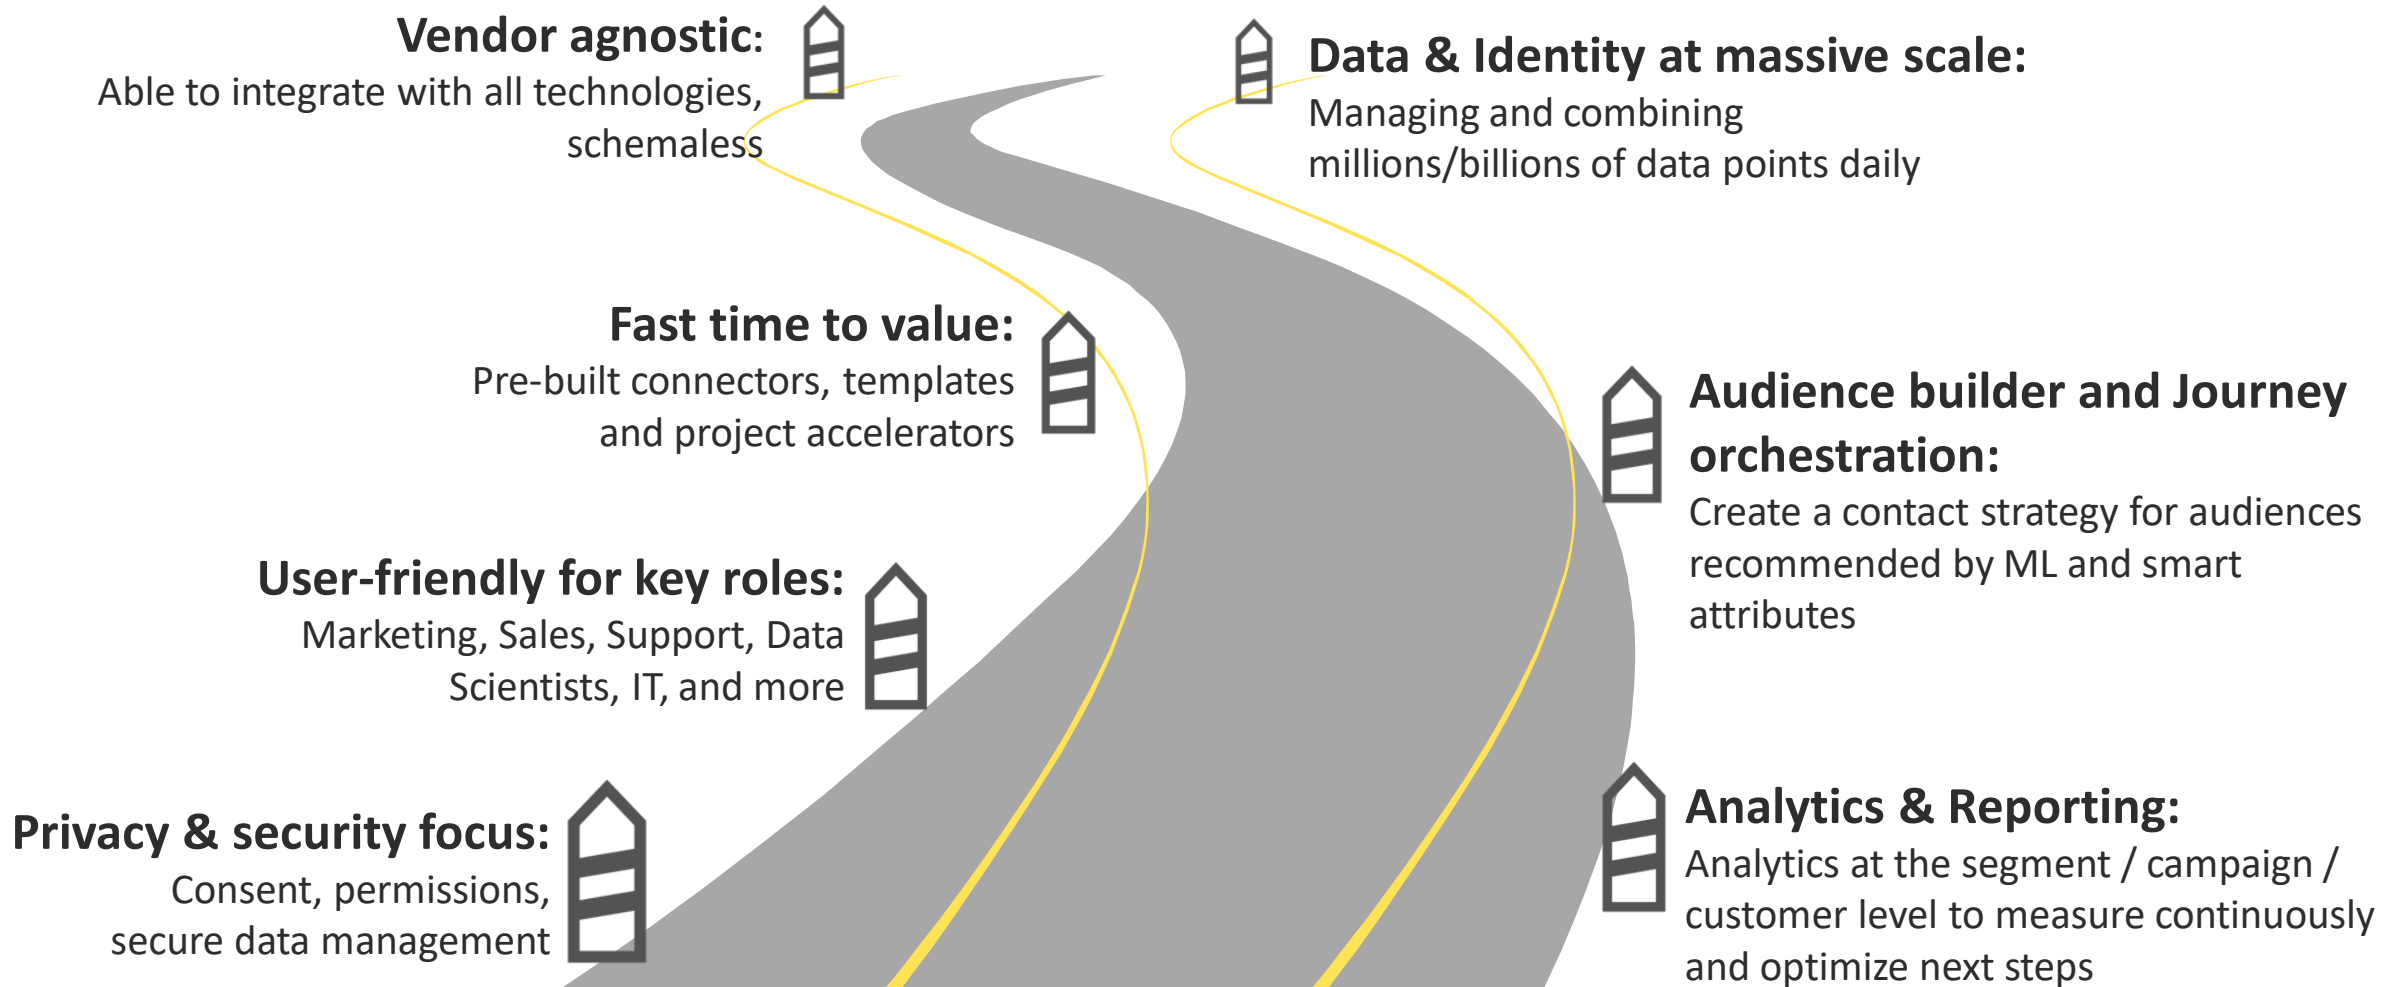 Vendor agnostic:
Able to integrate with all technologies,
schemaless
Fast time to value:
Pre-built connectors, templates
and project accelerators
User-friendly for key roles:
Marketing, Sales, Support, Data
Scientists, IT, and more
Privacy & security focus:
Consent, permissions,
secure data management
Data & Identity at massive scale:
Managing and combining
millions/billions of data points daily
Audience builder and Journey
orchestration:
Create a contact strategy for audiences
recommended by ML and smart
attributes
Analytics & Reporting:
Analytics at the segment / campaign /
customer level to measure continuously
and optimize next steps